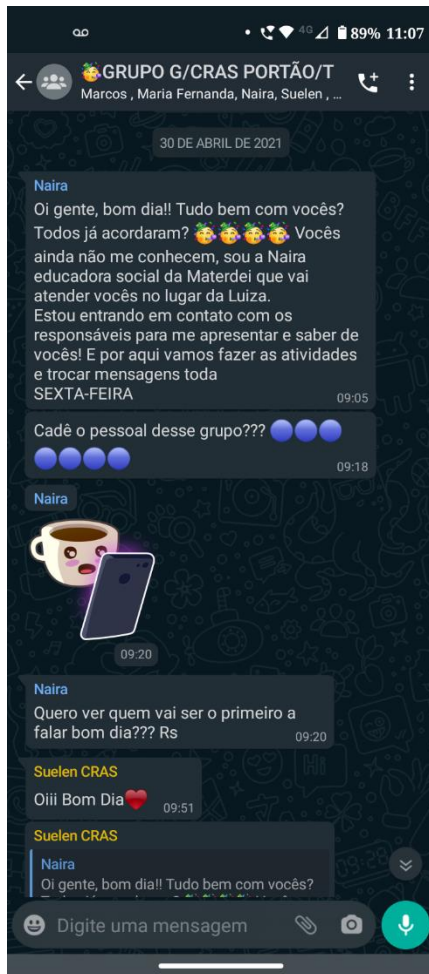 4G 89% 11:07
GRUPO G/CRAS PORTÃO/T
Marcos , Maria Fernanda, Naira, Suelen , ...
30 DE ABRIL DE 2021
Naira
Oi gente, bom dia!! Tudo bem com vocês?
Todos já acordaram? 🥳🥳🥳🥳 Vocês
ainda não me conhecem, sou a Naira
educadora social da Materdei que vai
atender vocês no lugar da Luiza.
Estou entrando em contato com os
responsáveis para me apresentar e saber de
vocês! E por aqui vamos fazer as atividades
e trocar mensagens toda
SEXTA-FEIRA
09:05
Cadê o pessoal desse grupo??? 🔵🔵🔵
🔵🔵🔵🔵
09:18
Naira
09:20
Naira
Quero ver quem vai ser o primeiro a
falar bom dia??? Rs
09:20
Suelen CRAS
Oiii Bom Dia❤️
09:51
Suelen CRAS
Naira
Oi gente, bom dia!! Tudo bem com vocês?
Digite uma mensagem